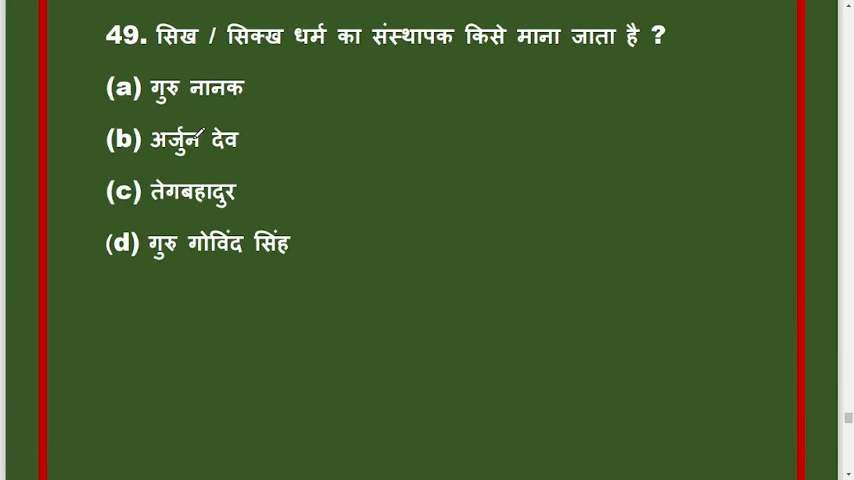 49. सिख / सिक्ख धर्म का संस्थापक किसे माना जाता है ?
(a) गुरु नानक
(b) अर्जुन देव
(c) तेगबहादुर
(d) गुरु गोविंद सिंह